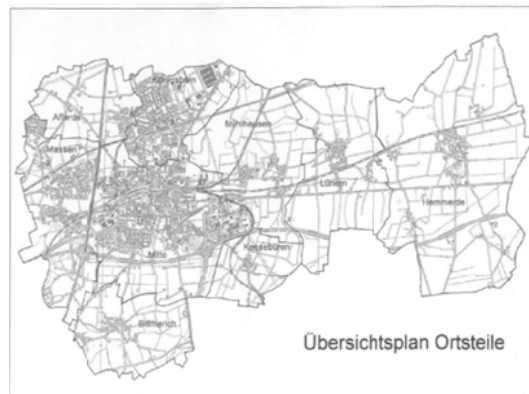 Königsborn
Afferde
Mühlhausen
Massen
Lünern
Hemmerde
Kessebüren
Mitte
Billmerich
Übersichtsplan Ortsteile